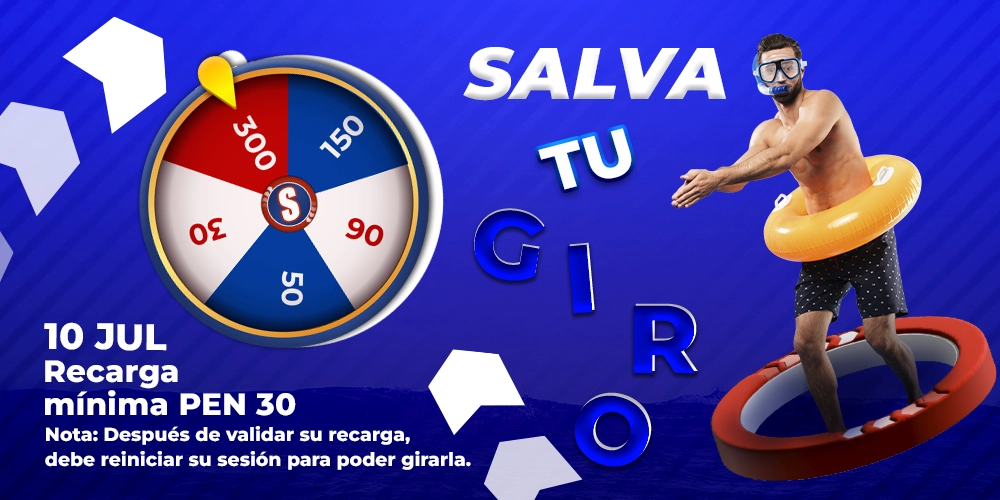 SALVA
TU
GIRO
300
150
90
50
30
S
10 JUL
Recarga
mínima PEN 30
Nota: Después de validar su recarga,
debe reiniciar su sesión para poder girarla.